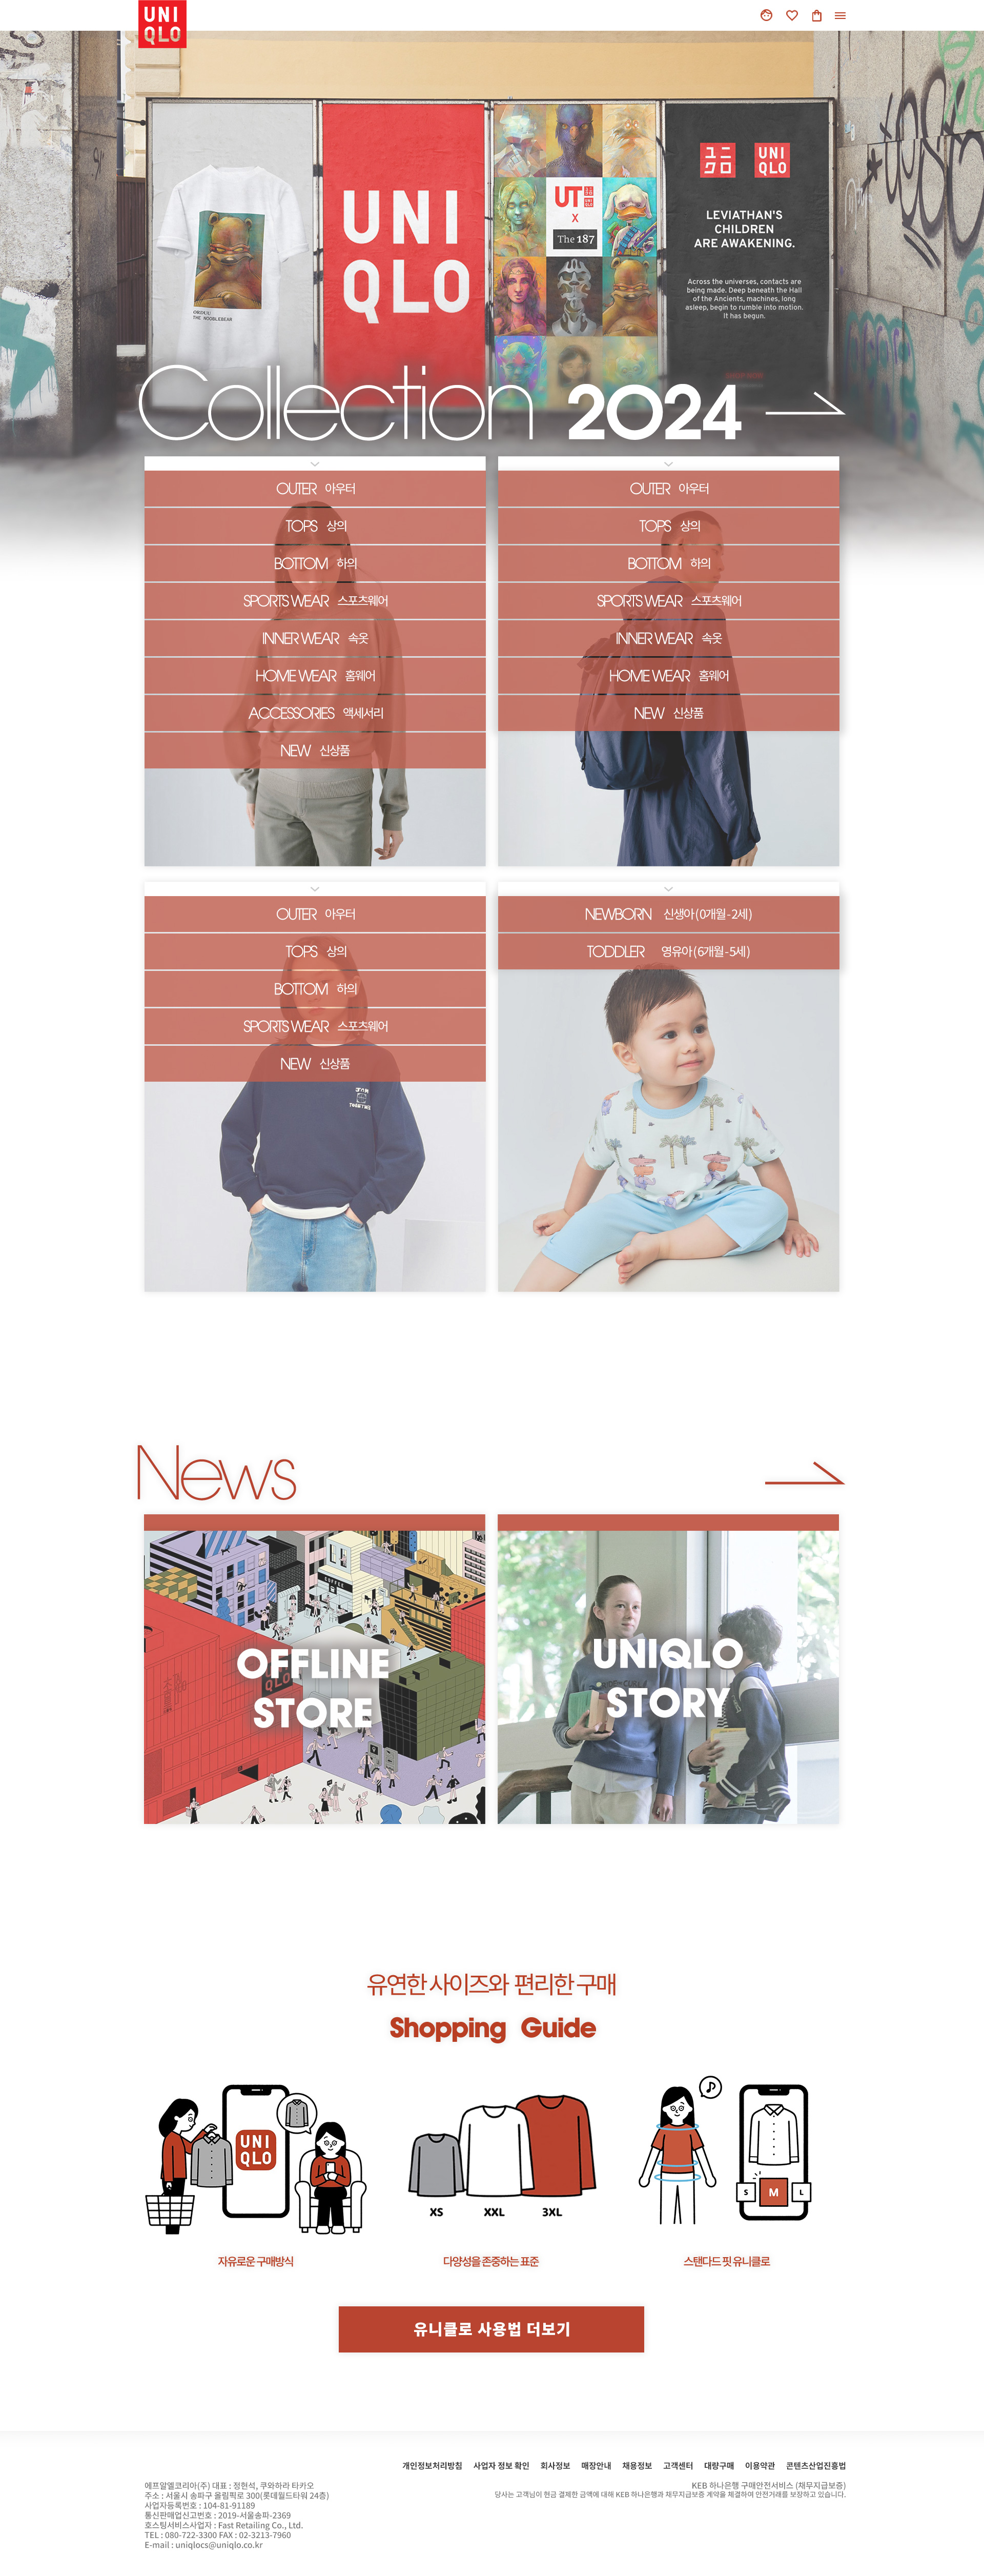 UNI
QLO
UNI
QLO
ORDUU:
THE NOOBLEBEAR
UT
X
The 187
ユニ
クロ
UNI
QLO
LEVIATHAN'S
CHILDREN
ARE AWAKENING.
Across the universes, contacts are
being made. Deep beneath the Hall
of the Ancients, machines, long
asleep, begin to rumble into motion.
It has begun.
Collection 2024
OUTER 아우터
TOPS 상의
BOTTOM 하의
SPORTS WEAR 스포츠웨어
INNER WEAR 속옷
HOME WEAR 홈웨어
ACCESSORIES 액세서리
NEW 신상품
OUTER 아우터
TOPS 상의
BOTTOM 하의
SPORTS WEAR 스포츠웨어
INNER WEAR 속옷
HOME WEAR 홈웨어
NEW 신상품
OUTER 아우터
TOPS 상의
BOTTOM 하의
SPORTS WEAR 스포츠웨어
NEW 신상품
NEWBORN 신생아 ( 0개월 - 2세 )
TODDLER 영유아 ( 6개월 - 5세 )
News
COFFEE
QLO
OFFLINE
STORE
UNIQLO
STORY
유연한 사이즈와 편리한 구매
Shopping Guide
UNI
QLO
XS
XXL
3XL
S
M
L
자유로운 구매방식
다양성을 존중하는 표준
스탠다드 핏 유니클로
유니클로 사용법 더보기
개인정보처리방침 사업자 정보 확인 회사정보 매장안내 채용정보 고객센터 대량구매 이용약관 콘텐츠산업진흥법
에프알엘코리아(주) 대표 : 정현석, 쿠와하라 타카오
주소 : 서울시 송파구 올림픽로 300(롯데월드타워 24층)
사업자등록번호 : 104-81-91189
통신판매업신고번호 : 2019-서울송파-2369
호스팅서비스사업자 : Fast Retailing Co., Ltd.
TEL : 080-722-3300 FAX : 02-3213-7960
E-mail : uniqlocs@uniqlo.co.kr
KEB 하나은행 구매안전서비스 (채무지급보증)
당사는 고객님이 현금 결제한 금액에 대해 KEB 하나은행과 채무지급보증 계약을 체결하여 안전거래를 보장하고 있습니다.